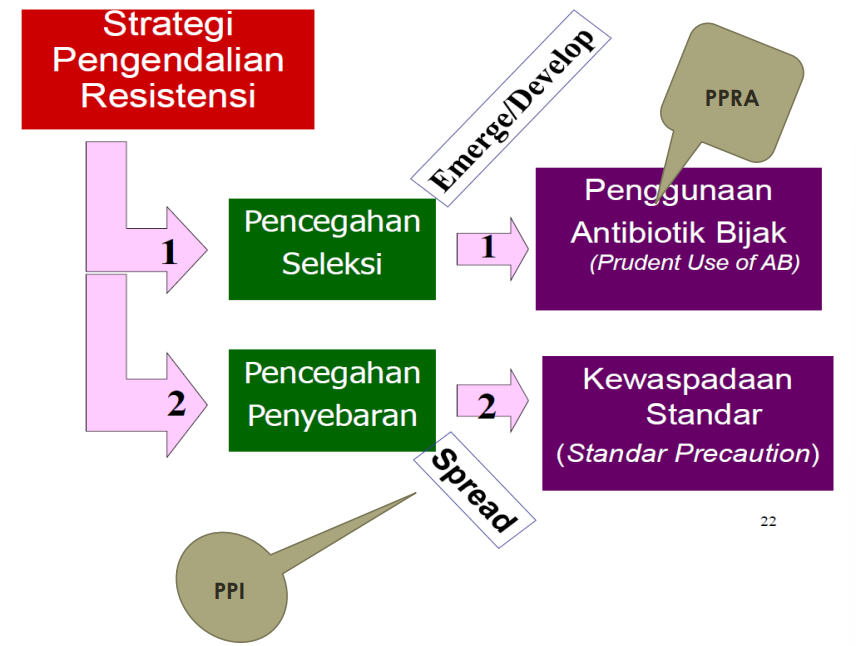 Strategi
Pengendalian
Resistensi
Emerge/Develop
PPRA
1
Pencegahan
Seleksi
1
Penggunaan
Antibiotik Bijak
(Prudent Use of AB)
2
Pencegahan
Penyebaran
2
Kewaspadaan
Standar
(Standar Precaution)
Spread
PPI
22